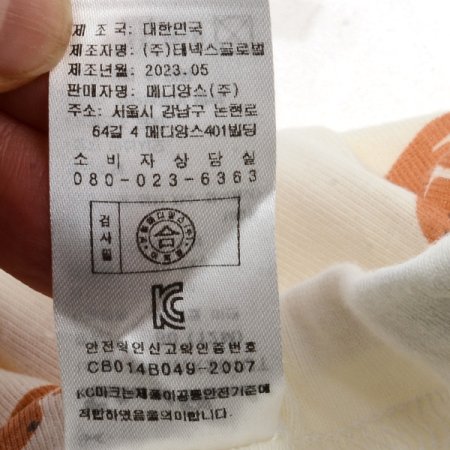 제 조 국: 대한민국
제조자명: (주)테넥스글로벌
제조년월: 2023.05
판매자명: 메디앙스(주)
주소: 서울시 강남구 논현로
64길 4 메디앙스401빌딩
소 비 자 상 담 실
080-023-6363
검사필
合
KC
안전확인신고확인증번호
CB014B049-2007
KC마크는제품이공통안전기준에
적합하였음을의미합니다.